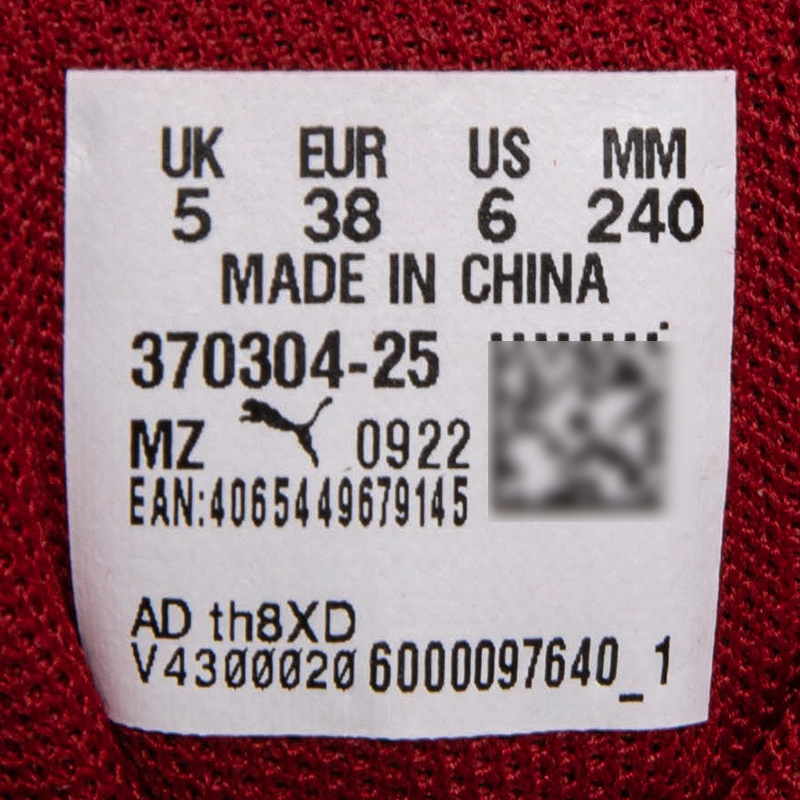 UK EUR US MM
5 38 6 240
MADE IN CHINA
370304-25
MZ 0922
EAN:4065449679145
AD th8XD
V4300020 6000097640_1